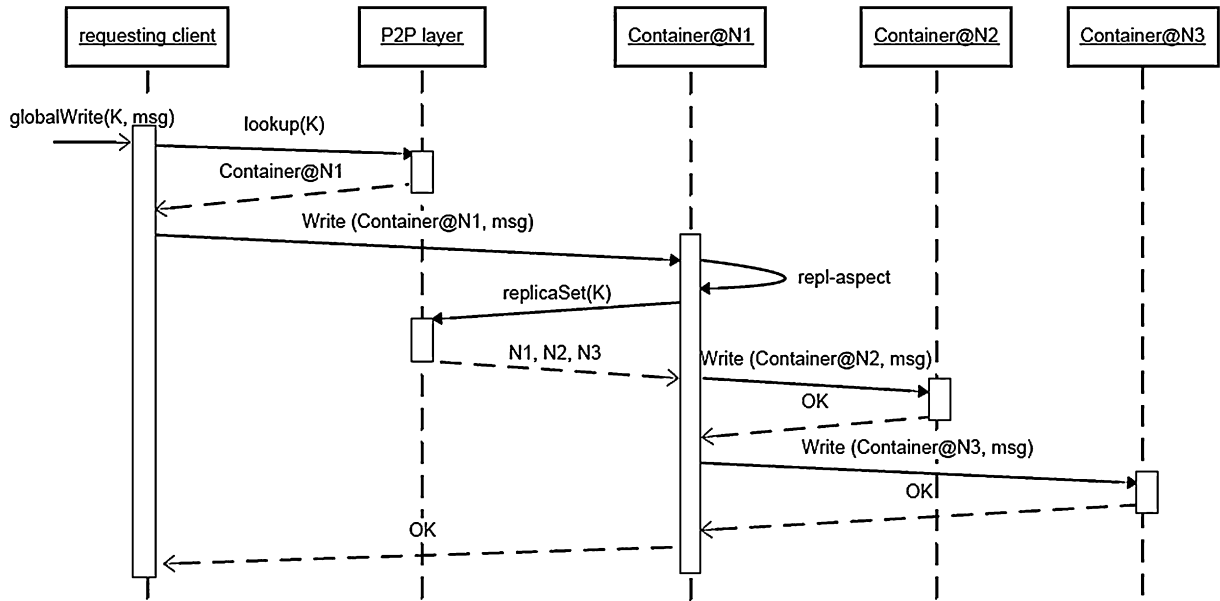 requesting client
P2P layer
Container@N1
Container@N2
Container@N3
globalWrite(K, msg)
lookup(K)
Container@N1
Write (Container@N1, msg)
repl-aspect
replicaSet(K)
N1, N2, N3
Write (Container@N2, msg)
OK
Write (Container@N3, msg)
OK
OK